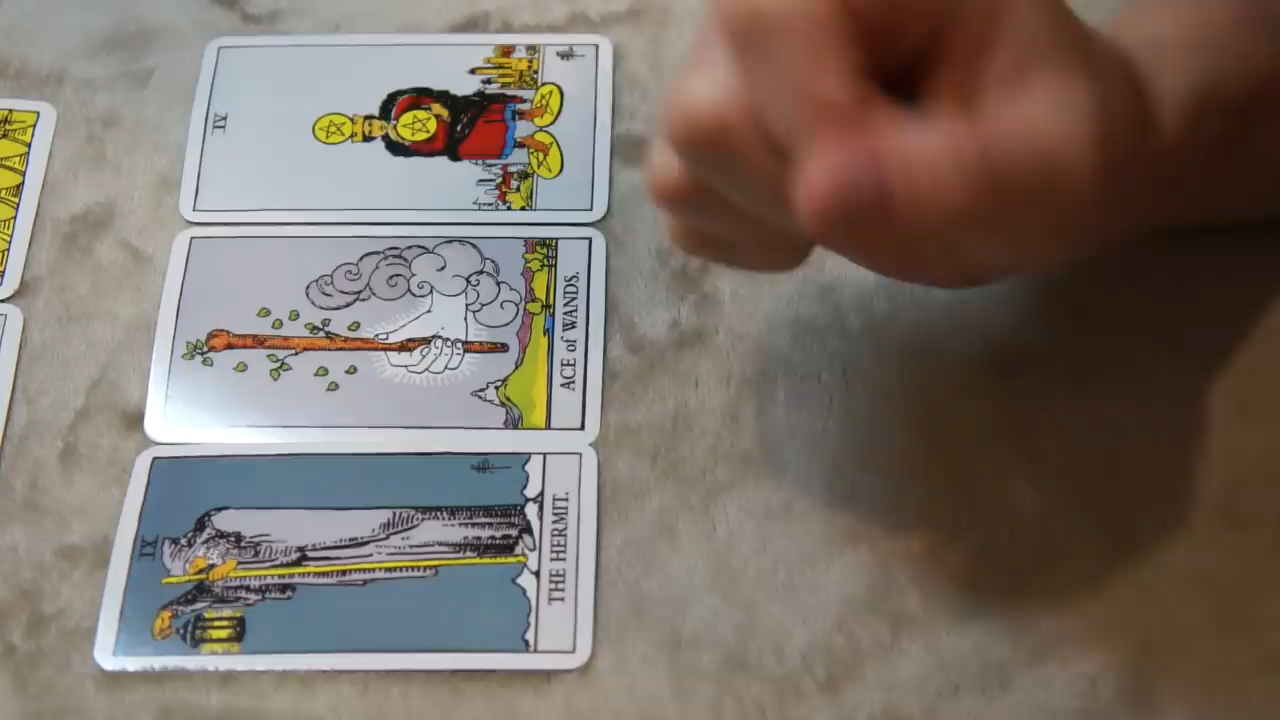 IV
ACE of WANDS.
IX
THE HERMIT.